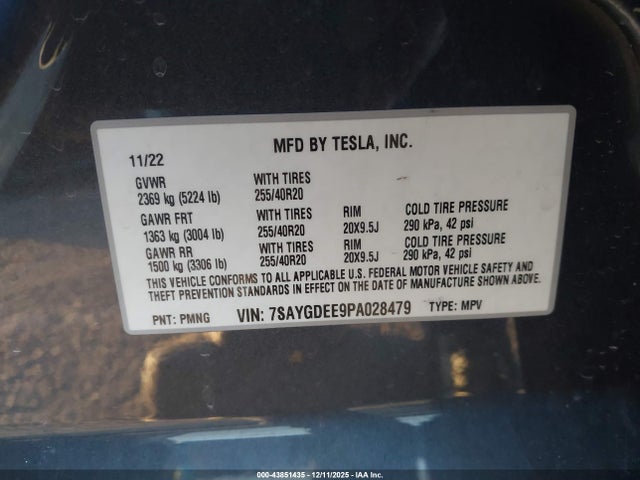 MFD BY TESLA, INC.
11/22
GVWR WITH TIRES
2369 kg (5224 lb) 255/40R20
GAWR FRT WITH TIRES RIM COLD TIRE PRESSURE
1363 kg (3004 lb) 255/40R20 20X9.5J 290 kPa, 42 psi
GAWR RR WITH TIRES RIM COLD TIRE PRESSURE
1500 kg (3306 lb) 255/40R20 20X9.5J 290 kPa, 42 psi
THIS VEHICLE CONFORMS TO ALL APPLICABLE U.S. FEDERAL MOTOR VEHICLE SAFETY AND
THEFT PREVENTION STANDARDS IN EFFECT ON THE DATE OF MANUFACTURE SHOWN ABOVE.
PNT: PMNG VIN: 7SAYGDEE9PA028479 TYPE: MPV
000-43851435 - 12/11/2025 - IAA Inc.